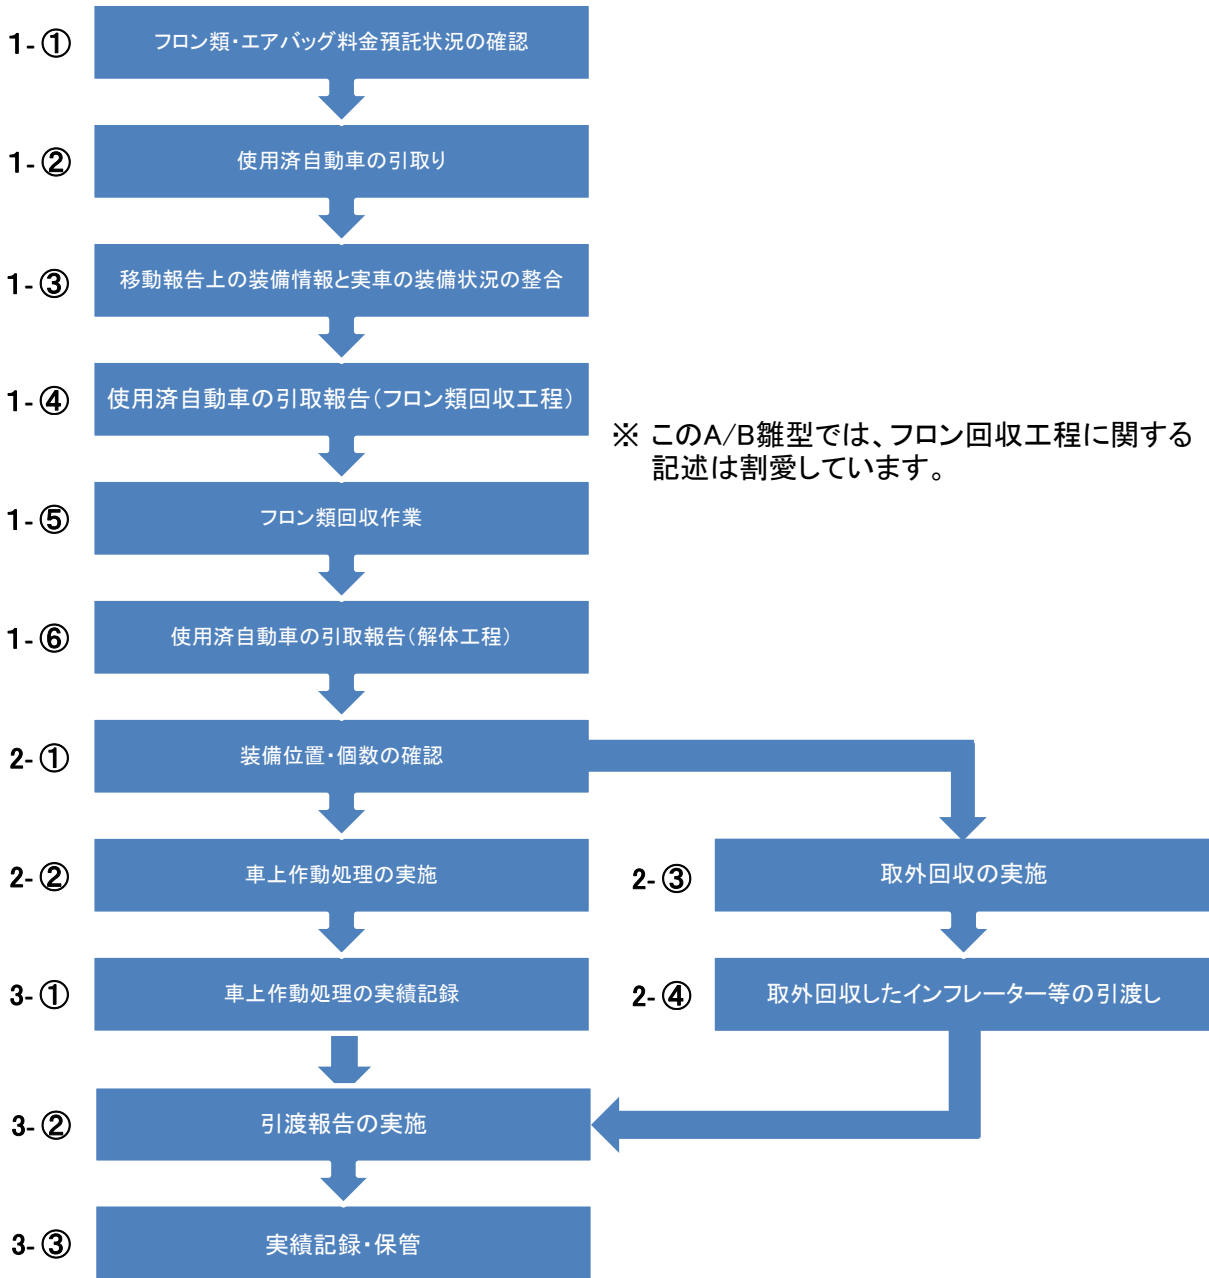 1-① フロン類・エアバッグ料金預託状況の確認
1-② 使用済自動車の引取り
1-③ 移動報告上の装備情報と実車の装備状況の整合
1-④ 使用済自動車の引取報告(フロン類回収工程)
※ このA/B雛型では、フロン回収工程に関する
記述は割愛しています。
1-⑤ フロン類回収作業
1-⑥ 使用済自動車の引取報告(解体工程)
2-① 装備位置・個数の確認
2-② 車上作動処理の実施
2-③ 取外回収の実施
3-① 車上作動処理の実績記録
2-④ 取外回収したインフレーター等の引渡し
3-② 引渡報告の実施
3-③ 実績記録・保管